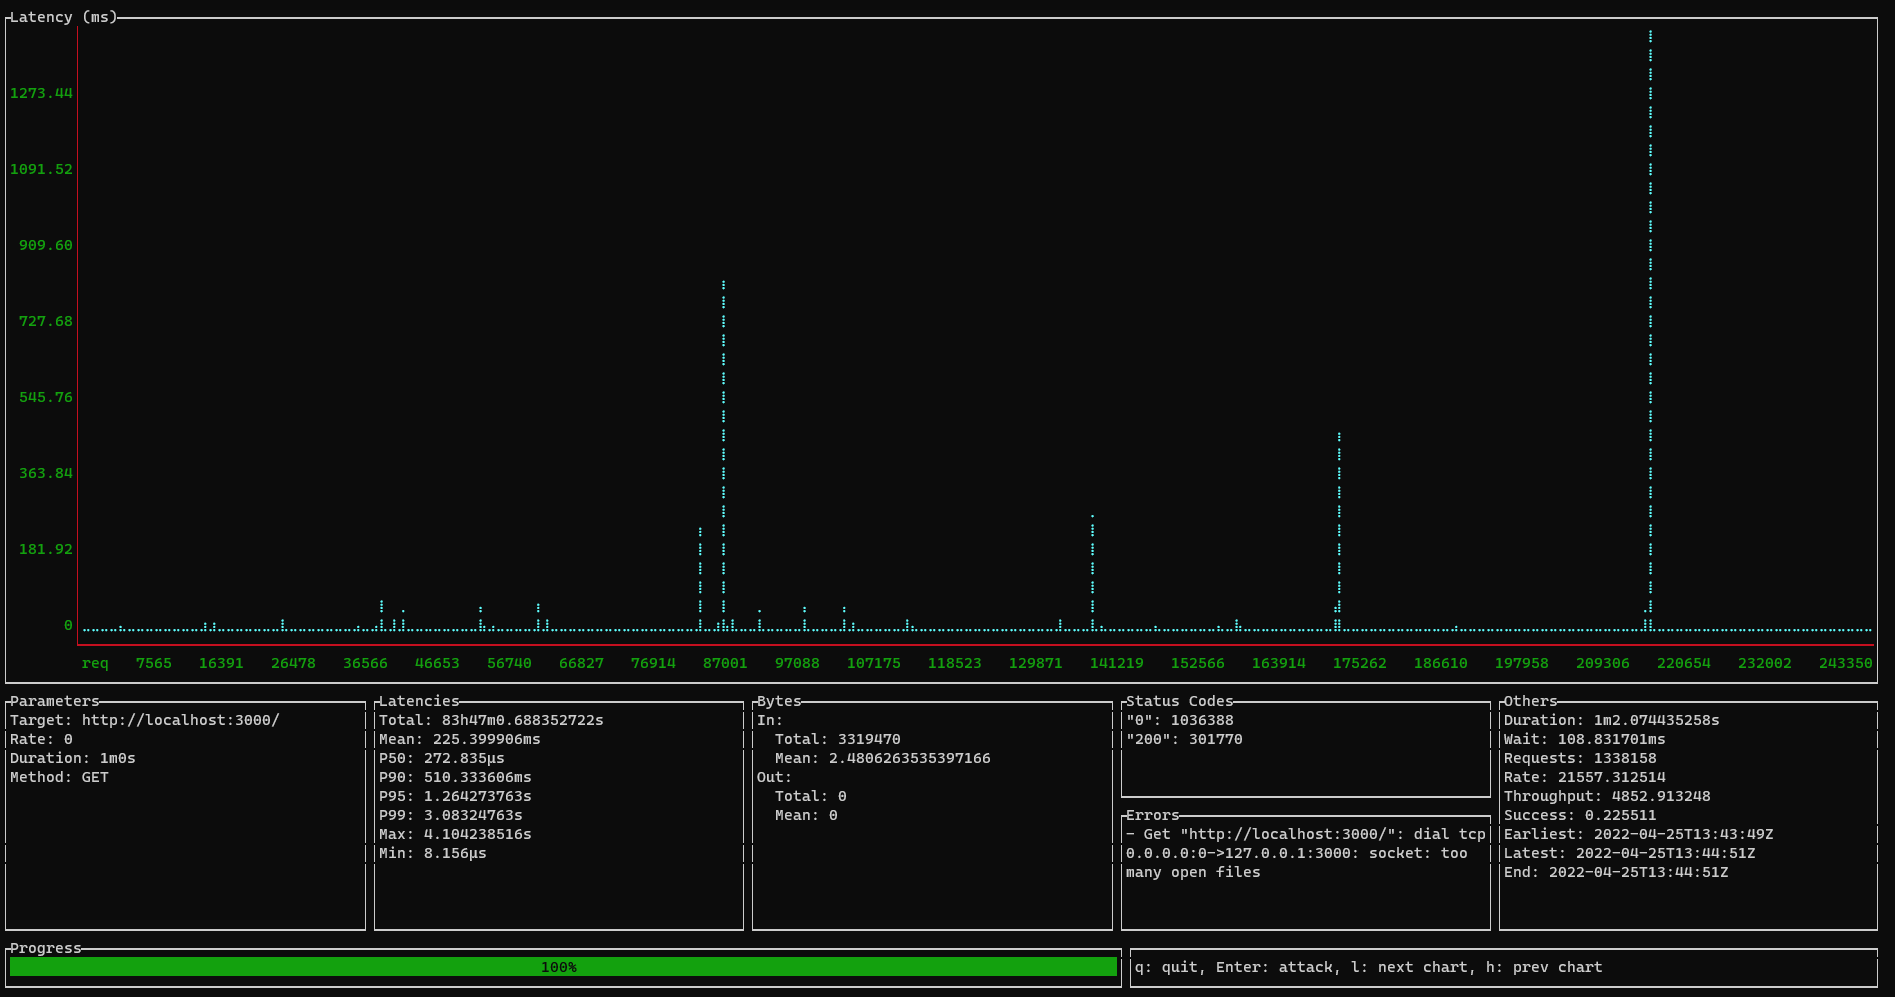 Latency (ms)
1273.44
1091.52
909.60
727.68
545.76
363.84
181.92
0
req 7565 16391 26478 36566 46653 56740 66827 76914 87001 97088 107175 118523 129871 141219 152566 163914 175262 186610 197958 209306 220654 232002 243350
Parameters
Target: http://localhost:3000/
Rate: 0
Duration: 1m0s
Method: GET
Latencies
Total: 83h47m0.688352722s
Mean: 225.399906ms
P50: 272.835µs
P90: 510.333606ms
P95: 1.264273763s
P99: 3.08324763s
Max: 4.104238516s
Min: 8.156µs
Bytes
In:
Total: 3319470
Mean: 2.4806263535397166
Out:
Total: 0
Mean: 0
Status Codes
"0": 1036388
"200": 301770
Errors
- Get "http://localhost:3000/": dial tcp
0.0.0.0:0->127.0.0.1:3000: socket: too
many open files
Others
Duration: 1m2.074435258s
Wait: 108.831701ms
Requests: 1338158
Rate: 21557.312514
Throughput: 4852.913248
Success: 0.225511
Earliest: 2022-04-25T13:43:49Z
Latest: 2022-04-25T13:44:51Z
End: 2022-04-25T13:44:51Z
Progress
100%
q: quit, Enter: attack, l: next chart, h: prev chart